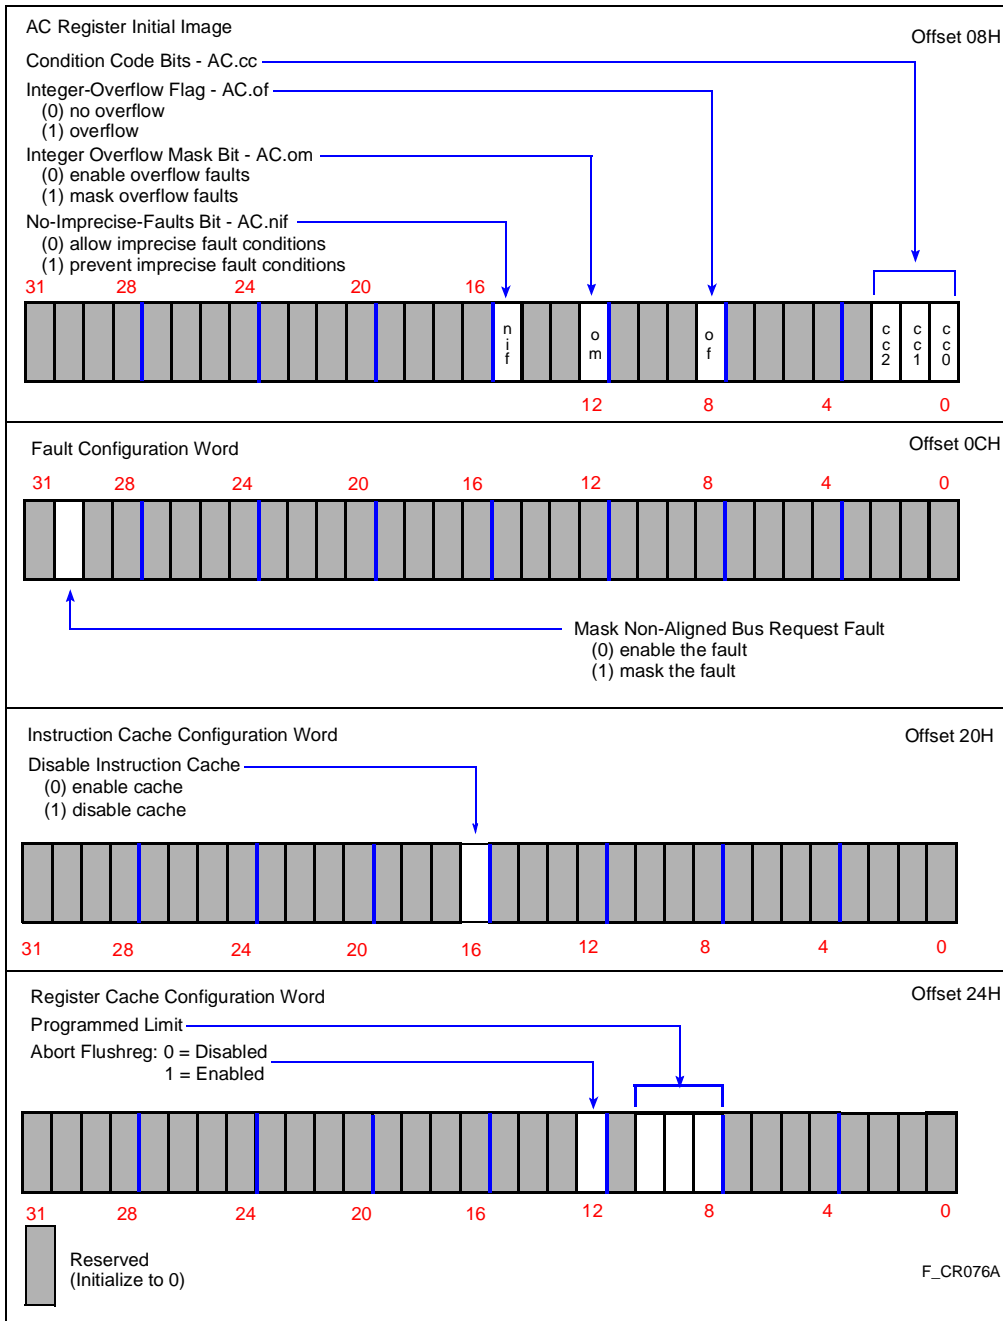 AC Register Initial Image
Offset 08H
Condition Code Bits - AC.cc
Integer-Overflow Flag - AC.of
(0) no overflow
(1) overflow
Integer Overflow Mask Bit - AC.om
(0) enable overflow faults
(1) mask overflow faults
No-Imprecise-Faults Bit - AC.nif
(0) allow imprecise fault conditions
(1) prevent imprecise fault conditions
31 28 24 20 16
nif om of cc2 cc1 cc0
12 8 4 0
Fault Configuration Word
Offset 0CH
31 28 24 20 16 12 8 4 0
Mask Non-Aligned Bus Request Fault
(0) enable the fault
(1) mask the fault
Instruction Cache Configuration Word
Offset 20H
Disable Instruction Cache
(0) enable cache
(1) disable cache
31 28 24 20 16 12 8 4 0
Register Cache Configuration Word
Offset 24H
Programmed Limit
Abort Flushreg: 0 = Disabled
1 = Enabled
31 28 24 20 16 12 8 4 0
Reserved
(Initialize to 0)
F_CR076A